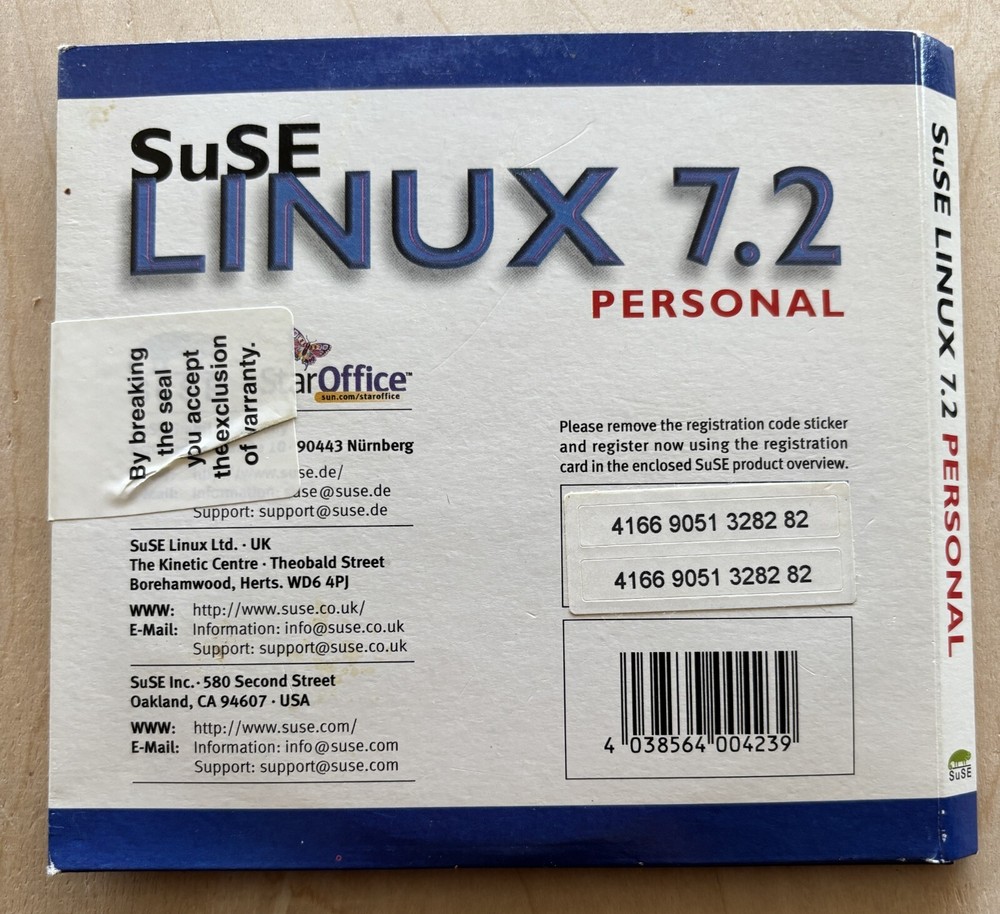 SuSE
LINUX 7.2
PERSONAL
By breaking
the seal
you accept
the exclusion
of warranty.
StarOffice™
sun.com/staroffice
90443 Nürnberg
www.suse.de/
suse@suse.de
Support: support@suse.de
SuSE Linux Ltd. · UK
The Kinetic Centre · Theobald Street
Borehamwood, Herts. WD6 4PJ
WWW: http://www.suse.co.uk/
E-Mail: Information: info@suse.co.uk
Support: support@suse.co.uk
SuSE Inc. · 580 Second Street
Oakland, CA 94607 · USA
WWW: http://www.suse.com/
E-Mail: Information: info@suse.com
Support: support@suse.com
Please remove the registration code sticker
and register now using the registration
card in the enclosed SuSE product overview.
4166 9051 3282 82
4166 9051 3282 82
4 038564 004239
SuSE LINUX 7.2 PERSONAL
SuSE